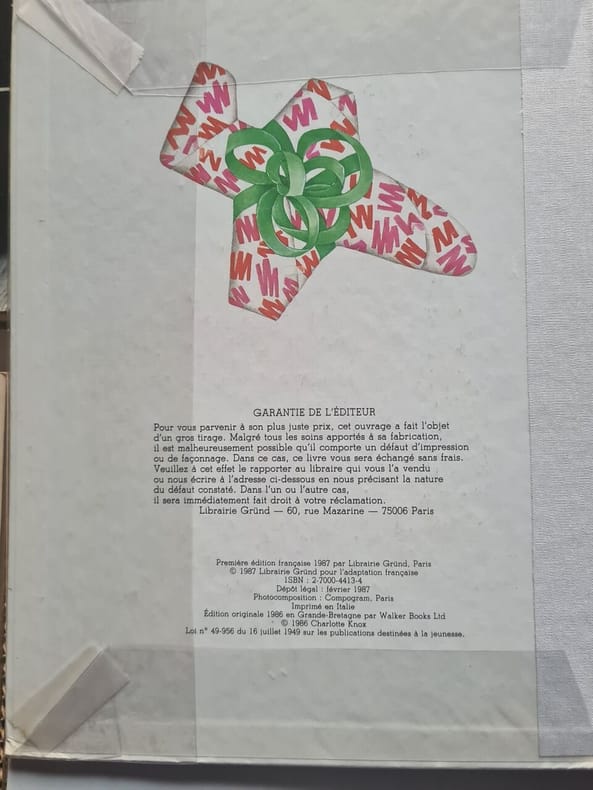 GARANTIE DE L'ÉDITEUR
Pour vous parvenir à son plus juste prix, cet ouvrage a fait l'objet
d'un gros tirage. Malgré tous les soins apportés à sa fabrication,
il est malheureusement possible qu'il comporte un défaut d'impression
ou de façonnage. Dans ce cas, ce livre vous sera échangé sans frais.
Veuillez à cet effet le rapporter au libraire qui vous l'a vendu
ou nous écrire à l'adresse ci-dessous en nous précisant la nature
du défaut constaté. Dans l'un ou l'autre cas,
il sera immédiatement fait droit à votre réclamation.
Librairie Gründ — 60, rue Mazarine — 75006 Paris
Première édition française 1987 par Librairie Gründ, Paris
© 1987 Librairie Gründ pour l'adaptation française
ISBN : 2-7000-4413-4
Dépôt légal : février 1987
Photocomposition : Compogram, Paris
Imprimé en Italie
Édition originale 1986 en Grande-Bretagne par Walker Books Ltd
© 1986 Charlotte Knox
Loi n° 49-956 du 16 juillet 1949 sur les publications destinées à la jeunesse.